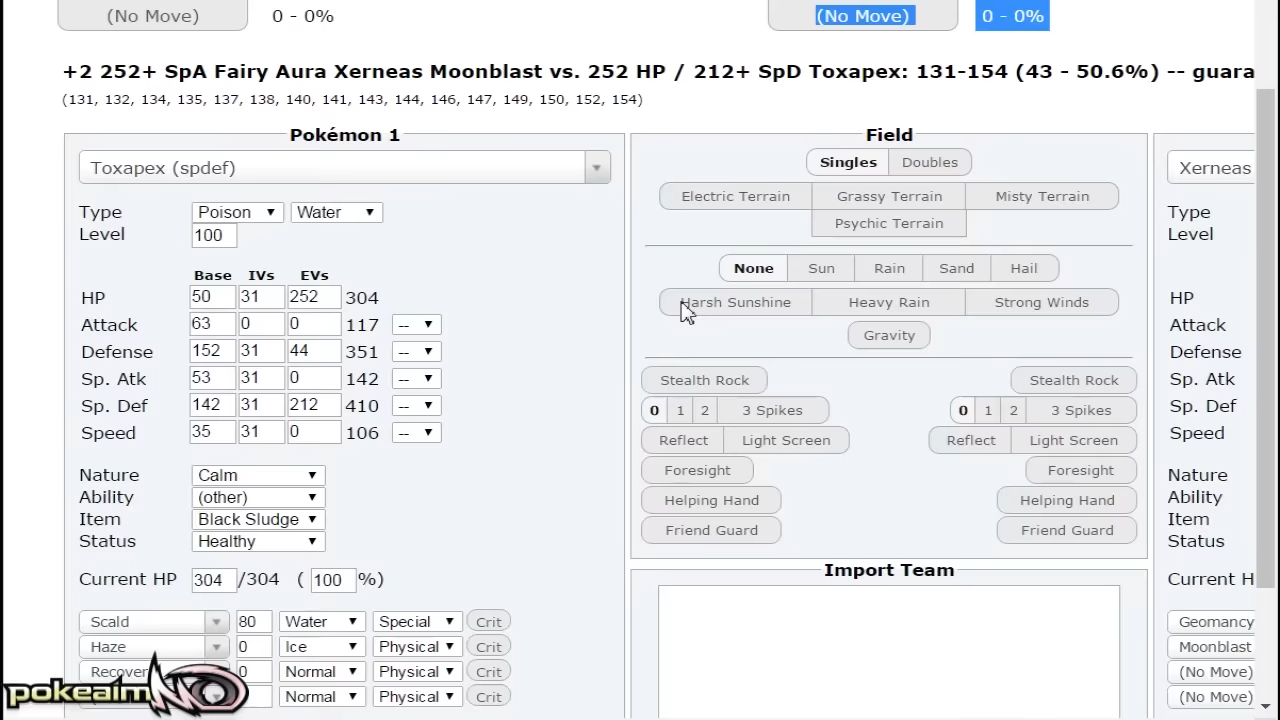 (No Move) 0 - 0% (No Move) 0 - 0%
+2 252+ SpA Fairy Aura Xerneas Moonblast vs. 252 HP / 212+ SpD Toxapex: 131-154 (43 - 50.6%) -- guara
(131, 132, 134, 135, 137, 138, 140, 141, 143, 144, 146, 147, 149, 150, 152, 154)
Pokémon 1
Toxapex (spdef)
Type Poison Water
Level 100
Base IVs EVs
HP 50 31 252 304
Attack 63 0 0 117 --
Defense 152 31 44 351 --
Sp. Atk 53 31 0 142 --
Sp. Def 142 31 212 410 --
Speed 35 31 0 106 --
Nature Calm
Ability (other)
Item Black Sludge
Status Healthy
Current HP 304 /304 ( 100 %)
Scald 80 Water Special Crit
Haze 0 Ice Physical Crit
Recover 0 Normal Physical Crit
Normal Physical Crit
Field
Singles Doubles
Electric Terrain Grassy Terrain Misty Terrain
Psychic Terrain
None Sun Rain Sand Hail
Harsh Sunshine Heavy Rain Strong Winds
Gravity
Stealth Rock Stealth Rock
0 1 2 3 Spikes 0 1 2 3 Spikes
Reflect Light Screen Reflect Light Screen
Foresight Foresight
Helping Hand Helping Hand
Friend Guard Friend Guard
Import Team
Xerneas
Type
Level
HP
Attack
Defense
Sp. Atk
Sp. Def
Speed
Nature
Ability
Item
Status
Current H
Geomancy
Moonblast
(No Move)
(No Move)
pokeaim